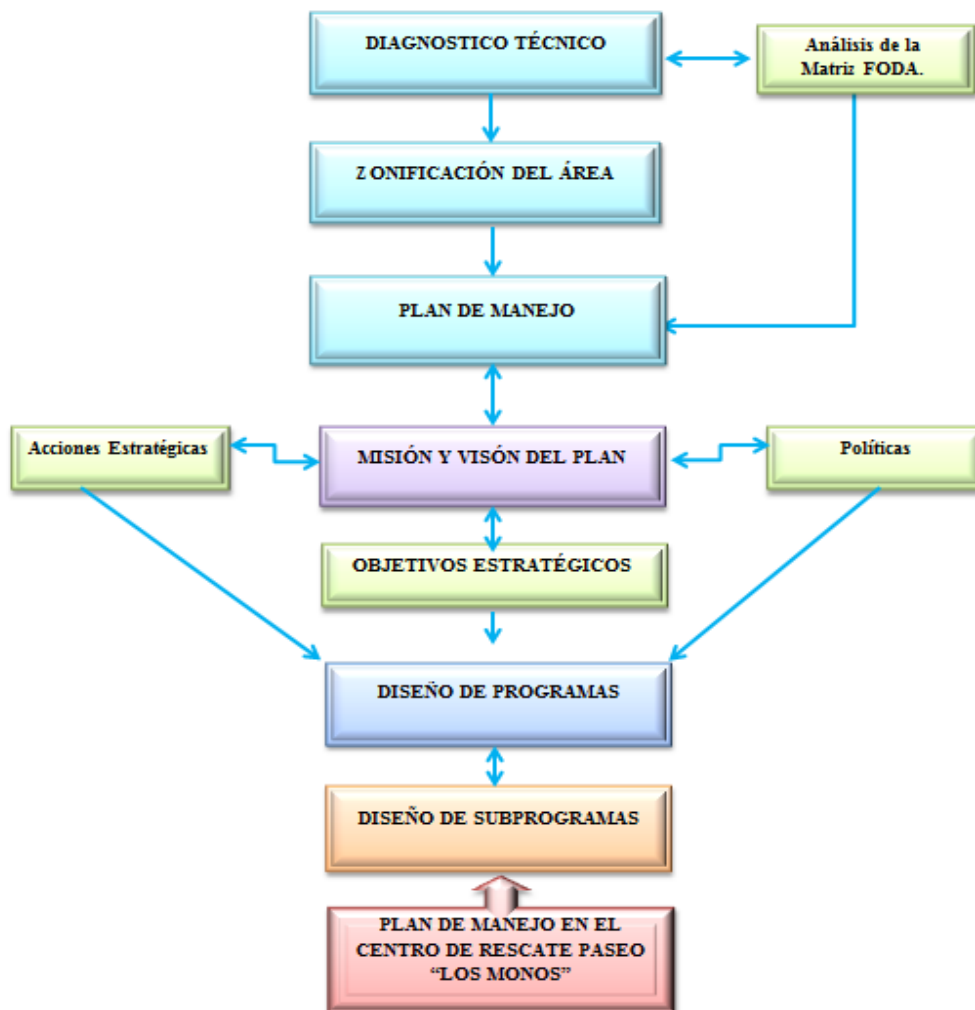 DIAGNOSTICO TÉCNICO
Análisis de la
Matriz FODA.
Z ONIFICACIÓN DEL ÁREA
PLAN DE MANEJO
Acciones Estratégicas
MISIÓN Y VISÓN DEL PLAN
Políticas
OBJETIVOS ESTRATÉGICOS
DISEÑO DE PROGRAMAS
DISEÑO DE SUBPROGRAMAS
PLAN DE MANEJO EN EL
CENTRO DE RESCATE PASEO
“LOS MONOS”